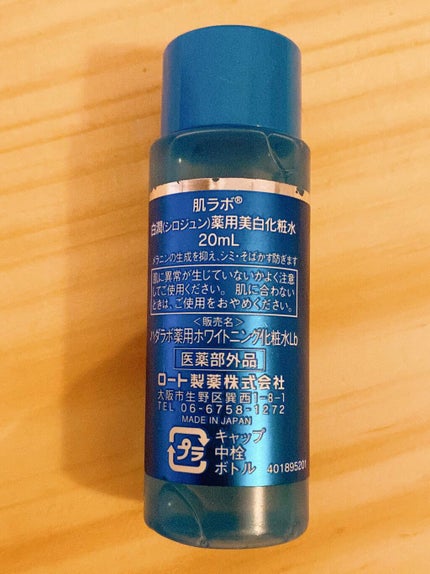 肌ラボ®
白潤(シロジュン)薬用美白化粧水
20mL
メラニンの生成を抑え、シミ・そばかす防ぎます
肌に異常が生じていないかよく注意
してご使用ください。肌に合わない
ときは、ご使用をおやめください。
<販売名>
ハダラボ薬用ホワイトニング化粧水Lb
医薬部外品
ロート製薬株式会社
大阪市生野区巽西1-8-1
TEL 06-6758-1272
MADE IN JAPAN
プラ
キャップ
中栓
ボトル
401895201